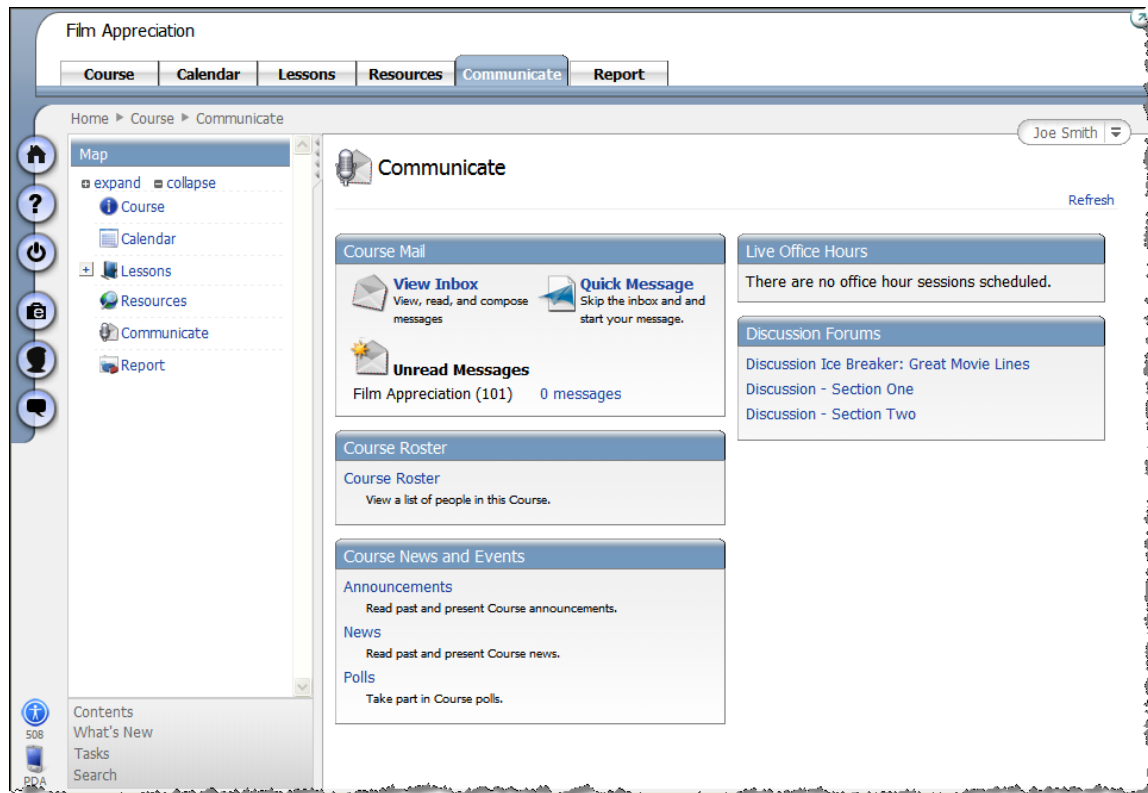 Film Appreciation
Course Calendar Lessons Resources Communicate Report
Home Course Communicate
Joe Smith
Map
expand collapse
Course
Calendar
Lessons
Resources
Communicate
Report
Contents
What's New
Tasks
Search
508
PDA
Communicate
Refresh
Course Mail
View Inbox
View, read, and compose
messages
Quick Message
Skip the inbox and and
start your message.
Unread Messages
Film Appreciation (101) 0 messages
Course Roster
Course Roster
View a list of people in this Course.
Course News and Events
Announcements
Read past and present Course announcements.
News
Read past and present Course news.
Polls
Take part in Course polls.
Live Office Hours
There are no office hour sessions scheduled.
Discussion Forums
Discussion Ice Breaker: Great Movie Lines
Discussion - Section One
Discussion - Section Two